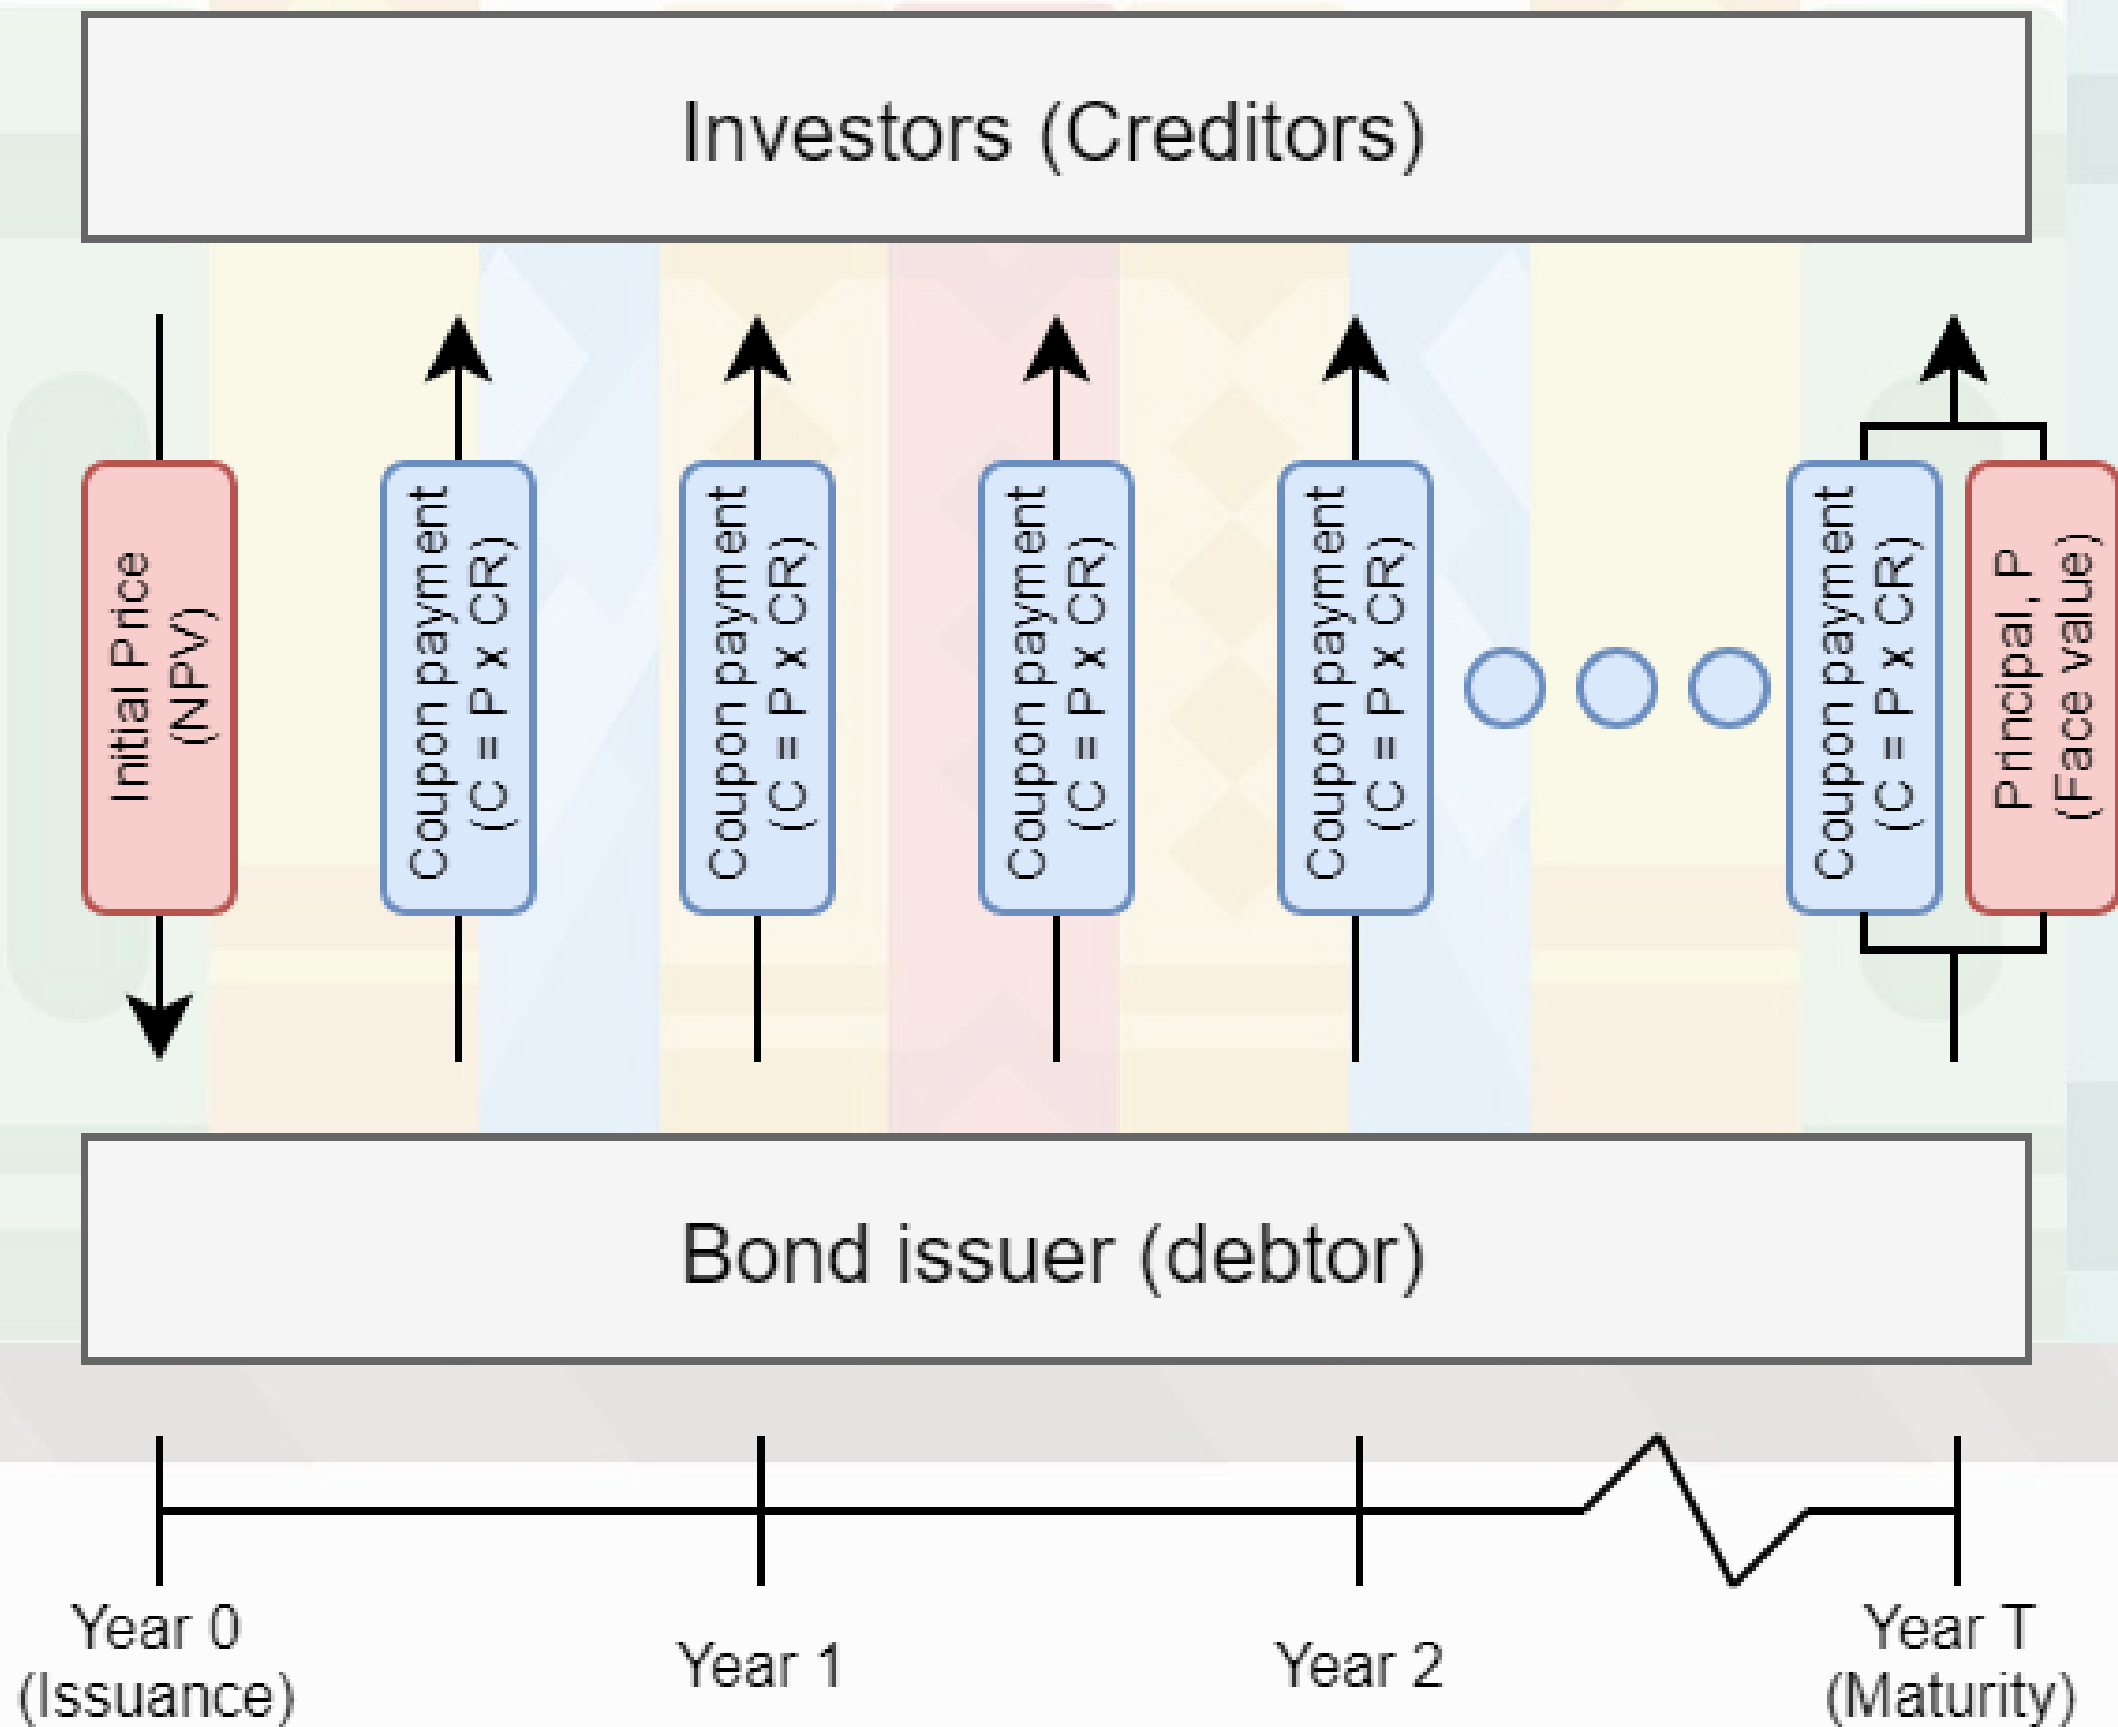 Investors (Creditors)
Initial Price
(NPV)
Coupon payment
(C = P x CR)
Coupon payment
(C = P x CR)
Coupon payment
(C = P x CR)
Coupon payment
(C = P x CR)
Coupon payment
(C = P x CR)
Principal, P
(Face value)
Bond issuer (debtor)
Year 0
(Issuance)
Year 1
Year 2
Year T
(Maturity)